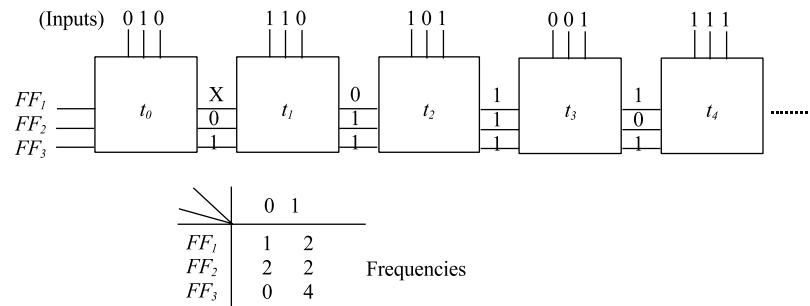 (Inputs) 0 1 0 1 1 0 1 0 1 0 0 1 1 1 1
FF1 X 0 1 1
t0 t1 t2 t3 t4 ........
FF2 0 1 1 0
FF3 1 1 1 1
0 1
FF1 1 2
FF2 2 2 Frequencies
FF3 0 4